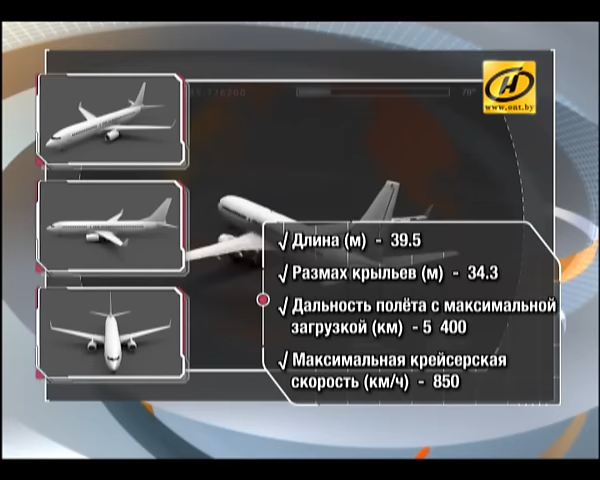 www.ont.by
70°
√ Длина (м) - 39.5
√ Размах крыльев (м) - 34.3
√ Дальность полёта с максимальной
загрузкой (км) - 5 400
√ Максимальная крейсерская
скорость (км/ч) - 850